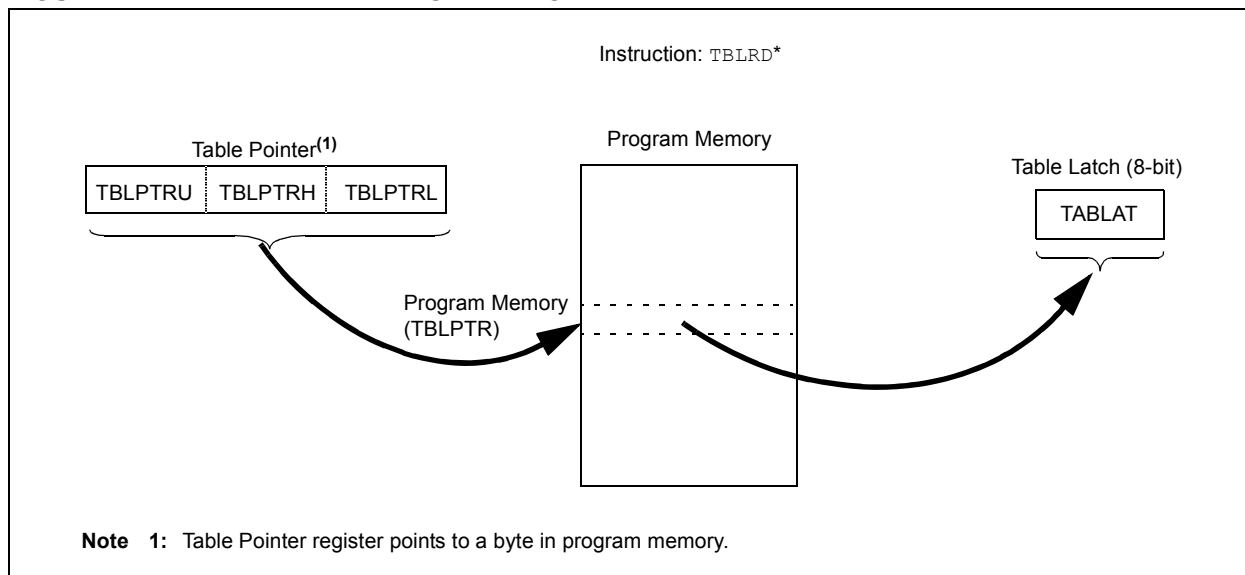 Instruction: TBLRD*
Table Pointer(1)
TBLPTRU TBLPTRH TBLPTRL
Program Memory
Table Latch (8-bit)
TABLAT
Program Memory
(TBLPTR)
Note 1: Table Pointer register points to a byte in program memory.